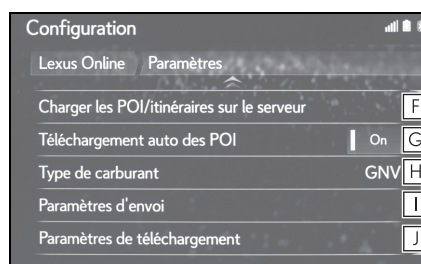 Configuration
Lexus Online Paramètres
Charger les POI/itinéraires sur le serveur F
Téléchargement auto des POI On G
Type de carburant GNV H
Paramètres d'envoi I
Paramètres de téléchargement J